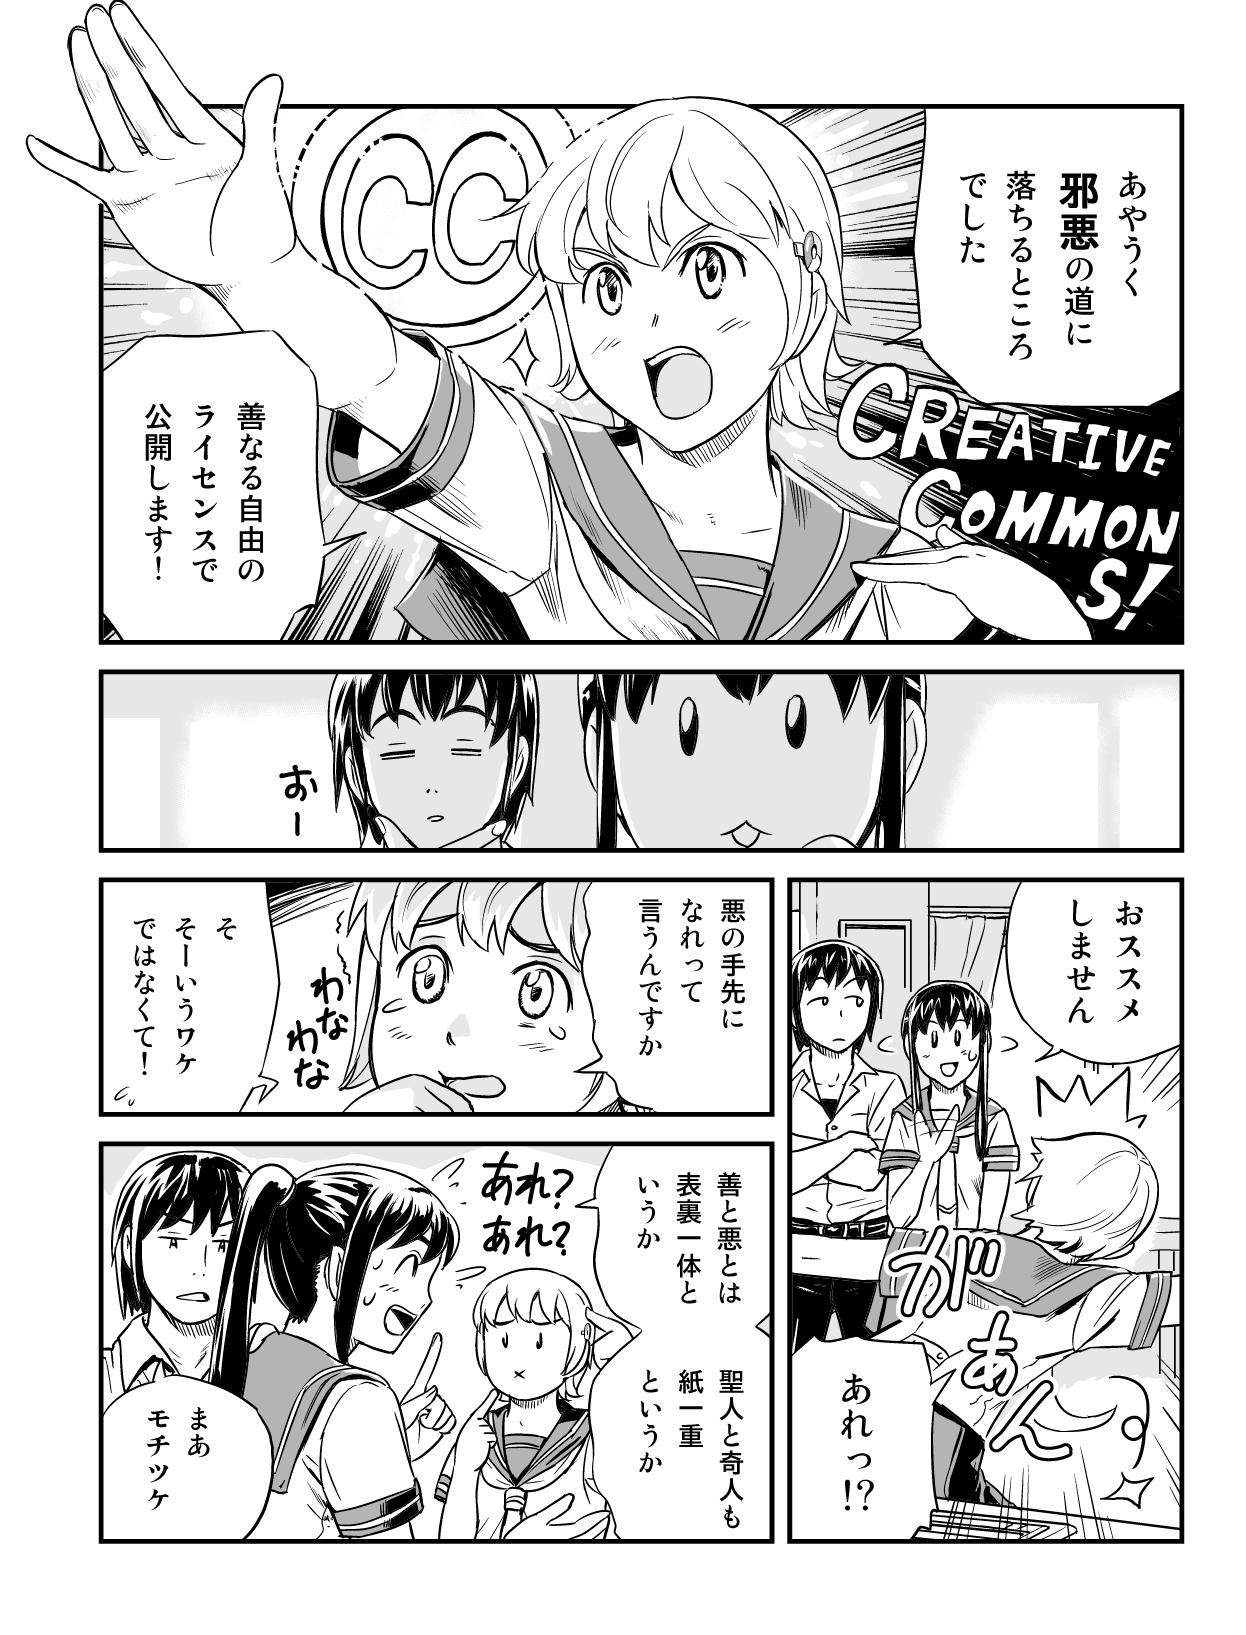 あやうく
邪悪の道に
落ちるところ
でした
CC
CREATIVE
COMMON
S!
善なる自由の
ライセンスで
公開します！
おー
おススメ
しません
がぁん
あれっ!?
悪の手先に
なれって
言うんですか
わな
わな
そ
そーいうワケ
ではなくて！
善と悪とは
表裏一体と
いうか
聖人と奇人も
紙一重
というか
あれ？
あれ？
まあ
モチツケ